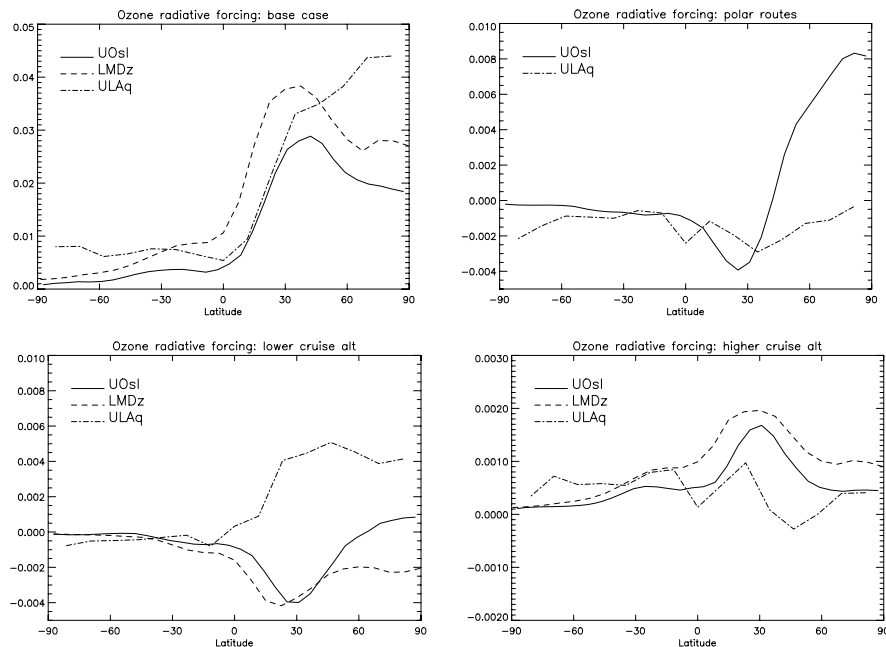 Ozone radiative forcing: base case
0.05
0.04
0.03
0.02
0.01
0.00
UOsl
LMDz
ULAq
−90 −60 −30 0 30 60 90
Latitude
Ozone radiative forcing: polar routes
0.010
0.008
0.006
0.004
0.002
0.000
−0.002
−0.004
UOsl
ULAq
−90 −60 −30 0 30 60 90
Latitude
Ozone radiative forcing: lower cruise alt
0.010
0.008
0.006
0.004
0.002
0.000
−0.002
−0.004
UOsl
LMDz
ULAq
−90 −60 −30 0 30 60 90
Latitude
Ozone radiative forcing: higher cruise alt
0.0030
0.0020
0.0010
0.0000
−0.0010
−0.0020
UOsl
LMDz
ULAq
−90 −60 −30 0 30 60 90
Latitude